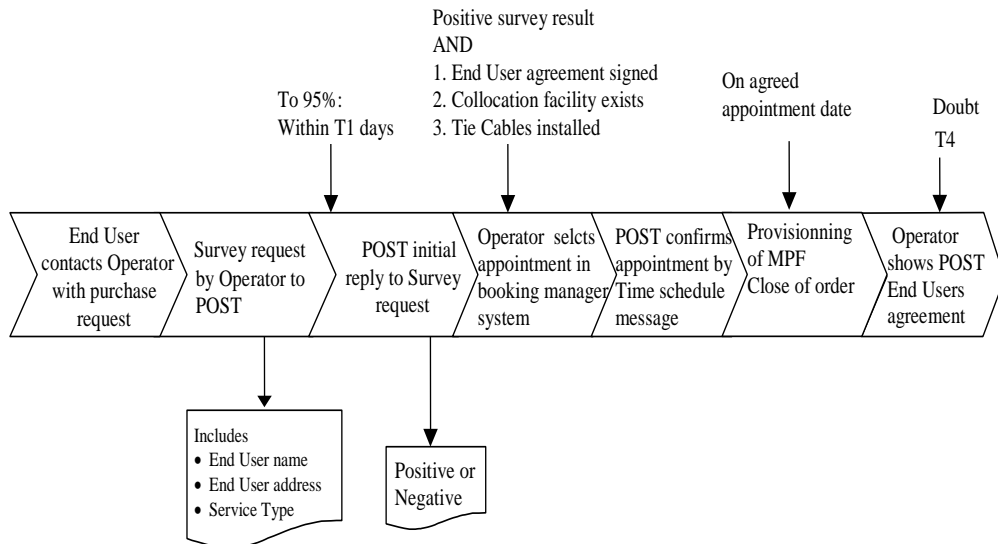 Positive survey result
AND
1. End User agreement signed
2. Collocation facility exists
3. Tie Cables installed
To 95%:
Within T1 days
On agreed
appointment date
Doubt
T4
End User
contacts Operator
with purchase
request
Survey request
by Operator to
POST
POST initial
reply to Survey
request
Operator selcts
appointment in
booking manager
system
POST confirms
appointment by
Time schedule
message
Provisionning
of MPF
Close of order
Operator
shows POST
End Users
agreement
Includes
• End User name
• End User address
• Service Type
Positive or
Negative